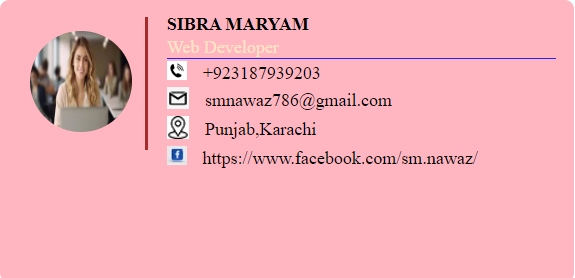 SIBRA MARYAM
Web Developer
+923187939203
smnawaz786@gmail.com
Punjab,Karachi
https://www.facebook.com/sm.nawaz/